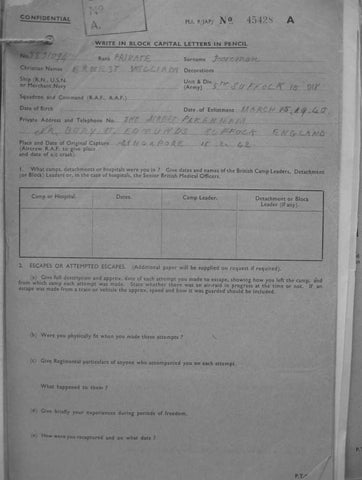 CONFIDENTIAL
No
A.
M.I. 9/JAP/ No 45428 A
WRITE IN BLOCK CAPITAL LETTERS IN PENCIL
No. Rank PRIVATE Surname
Christian Names ERNEST WILLIAM Decorations
Ship (R.N., U.S.N. or Merchant Navy) Unit & Div. (Army) 5TH SUFFOLK 18 DIV
Squadron and Command (R.A.F., A.A.F.)
Date of Birth Date of Enlistment MARCH 15. 19.40
Private Address and Telephone No. PAKENHAM
NR. BURY ST EDMUNDS SUFFOLK ENGLAND
Place and Date of Original Capture SINGAPORE 15. 2. 42
(Aircrew R.A.F. to give place
and date of a/c crash).
1. What camps, detachments or hospitals were you in ? Give dates and names of the British Camp Leaders, Detachment
(or Block) Leaders or, in the case of hospitals, the Senior British Medical Officers.
Camp or Hospital. Dates. Camp Leader. Detachment or Block Leader (if any).
2. ESCAPES OR ATTEMPTED ESCAPES. (Additional paper will be supplied on request if required).
(a) Give full description and approx. date of each attempt you made to escape, showing how you left the camp, and
from which camp each attempt was made. State whether there was an air-raid in progress at the time or not. If an
escape was made from a train or vehicle the approx. speed and how it was guarded should be included.
(b) Were you physically fit when you made these attempts ?
(c) Give Regimental particulars of anyone who accompanied you on each attempt.
What happened to them ?
(d) Give briefly your experiences during periods of freedom.
(e) How were you recaptured and on what date ?
P.T.